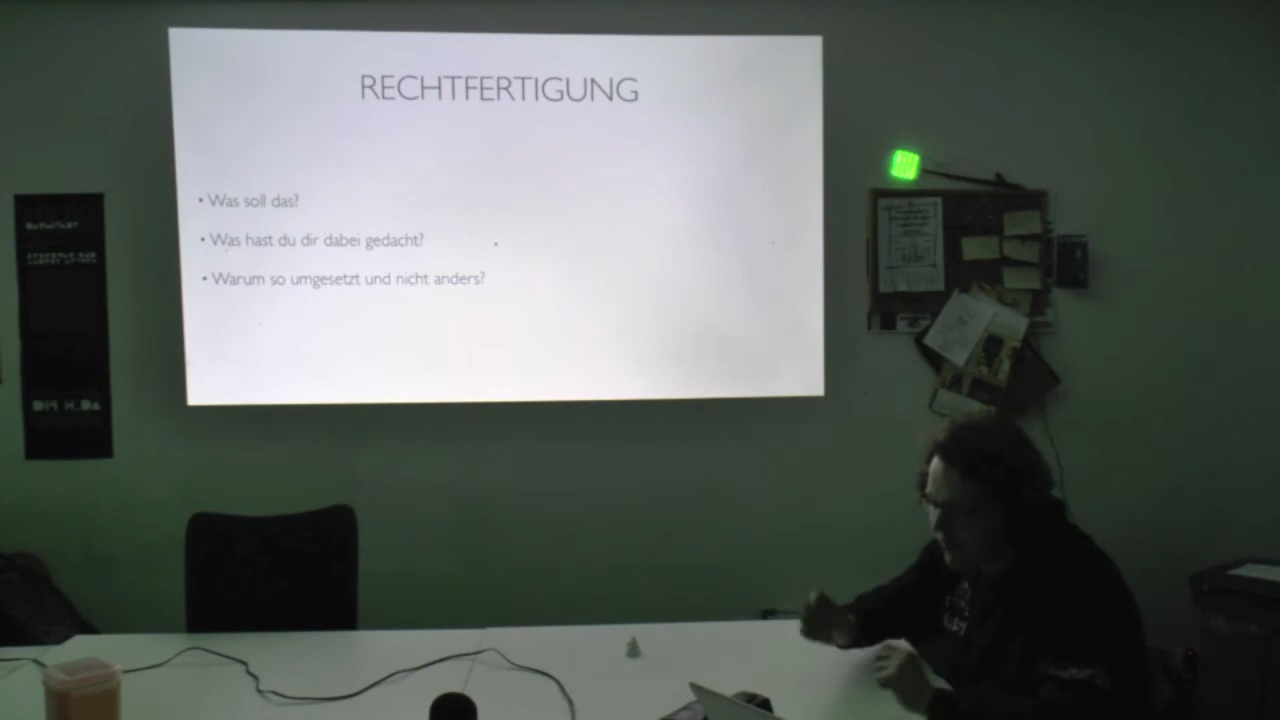 RECHTFERTIGUNG
• Was soll das?
• Was hast du dir dabei gedacht?
• Warum so umgesetzt und nicht anders?